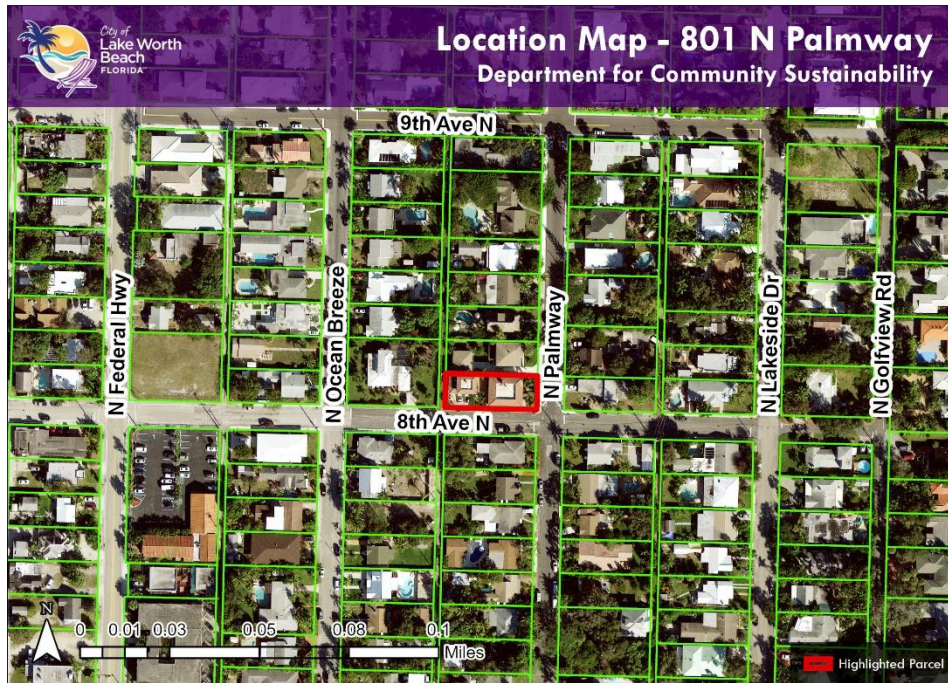 City of
Lake Worth
Beach
FLORIDA
Location Map - 801 N Palmway
Department for Community Sustainability
9th Ave N
N Federal Hwy
N Ocean Breeze
N Palmway
N Lakeside Dr
N Golfview Rd
8th Ave N
N
0 0.01 0.03 0.05 0.08 0.1
Miles
Highlighted Parcel